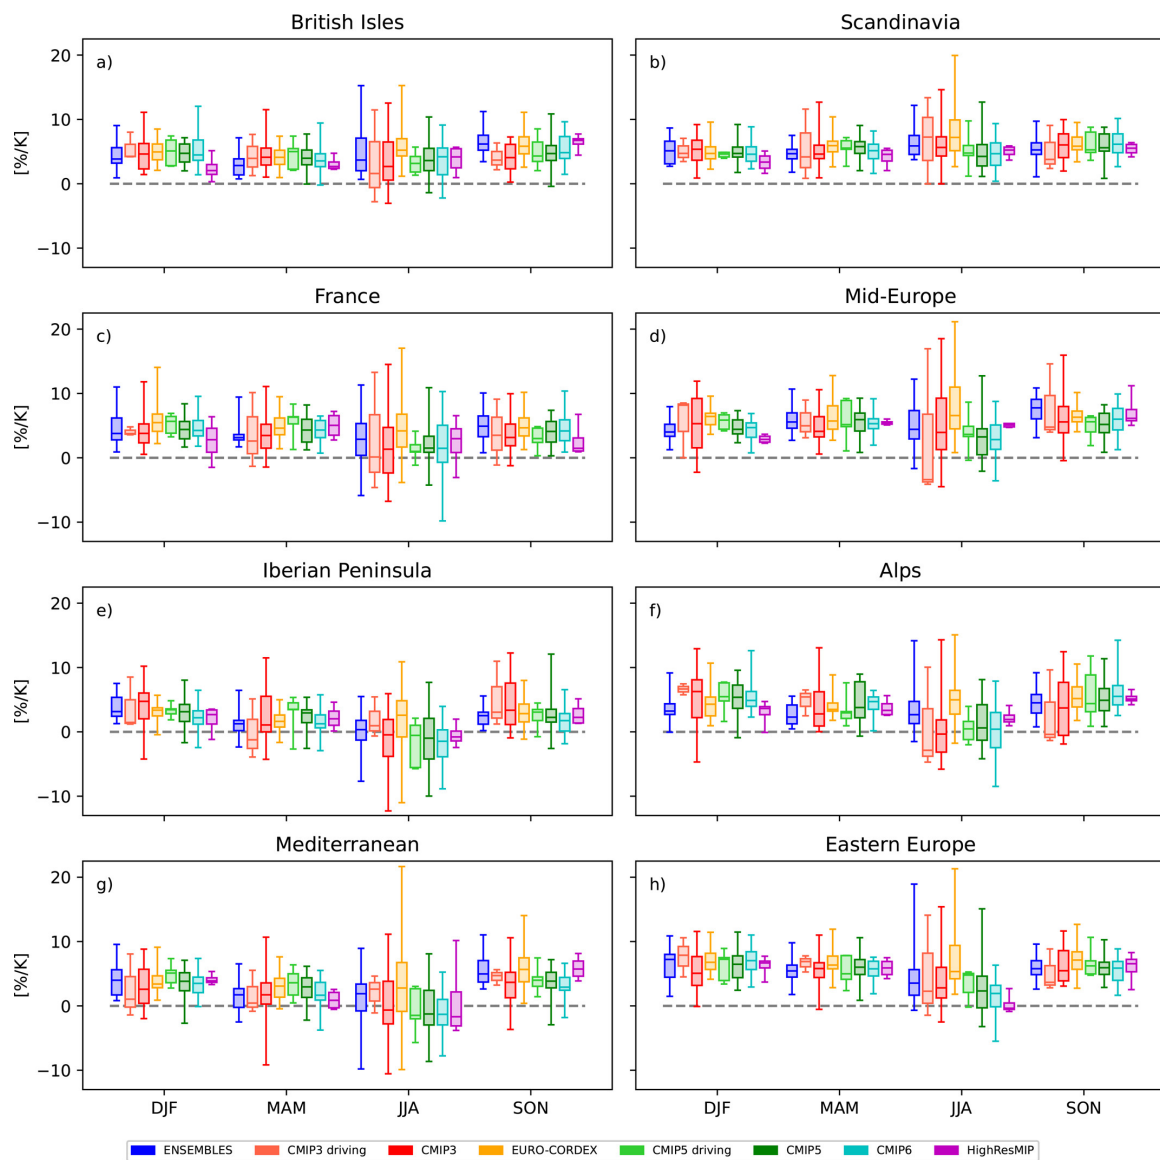 British Isles
Scandinavia
a)
b)
[%/K]
20
10
0
−10
France
Mid-Europe
c)
d)
[%/K]
20
10
0
−10
Iberian Peninsula
Alps
e)
f)
[%/K]
20
10
0
−10
Mediterranean
Eastern Europe
g)
h)
[%/K]
20
10
0
−10
DJF MAM JJA SON
DJF MAM JJA SON
ENSEMBLES CMIP3 driving CMIP3 EURO-CORDEX CMIP5 driving CMIP5 CMIP6 HighResMIP